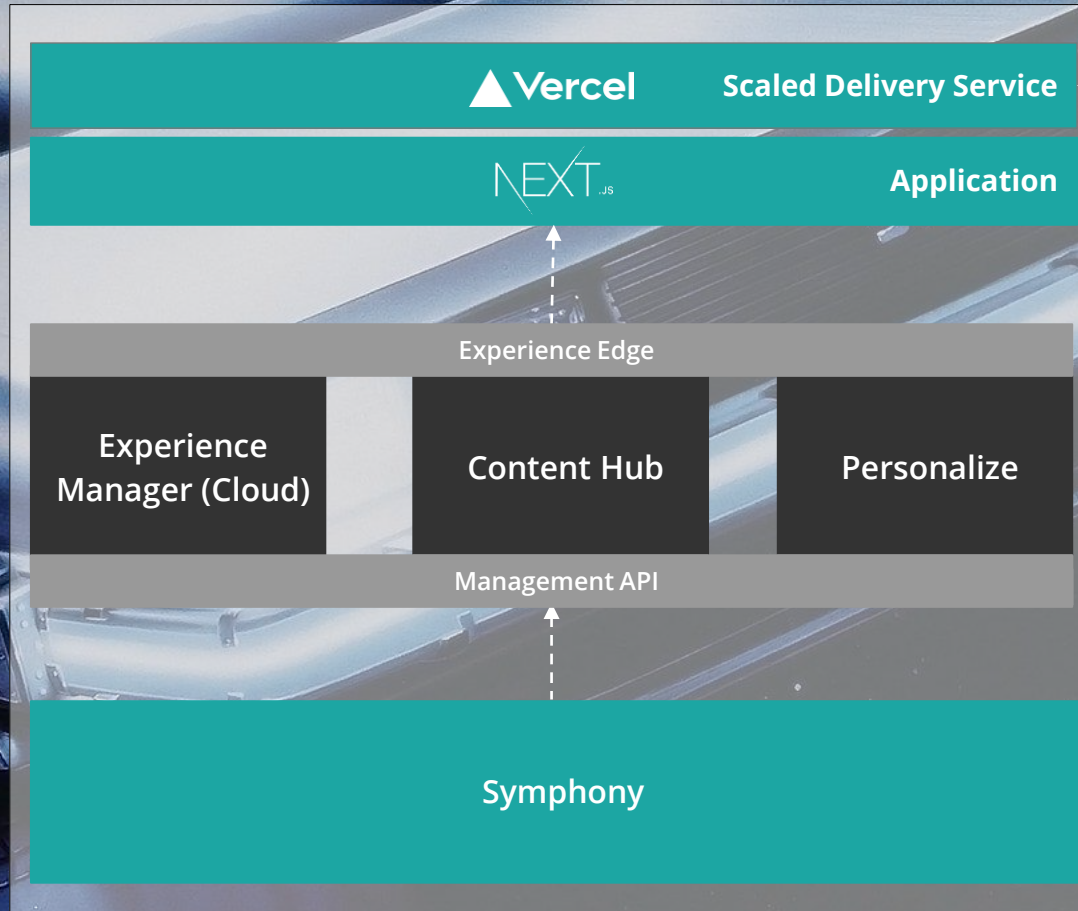 Vercel
Scaled Delivery Service
NEXT.JS
Application
Experience Edge
Experience
Manager (Cloud)
Content Hub
Personalize
Management API
Symphony